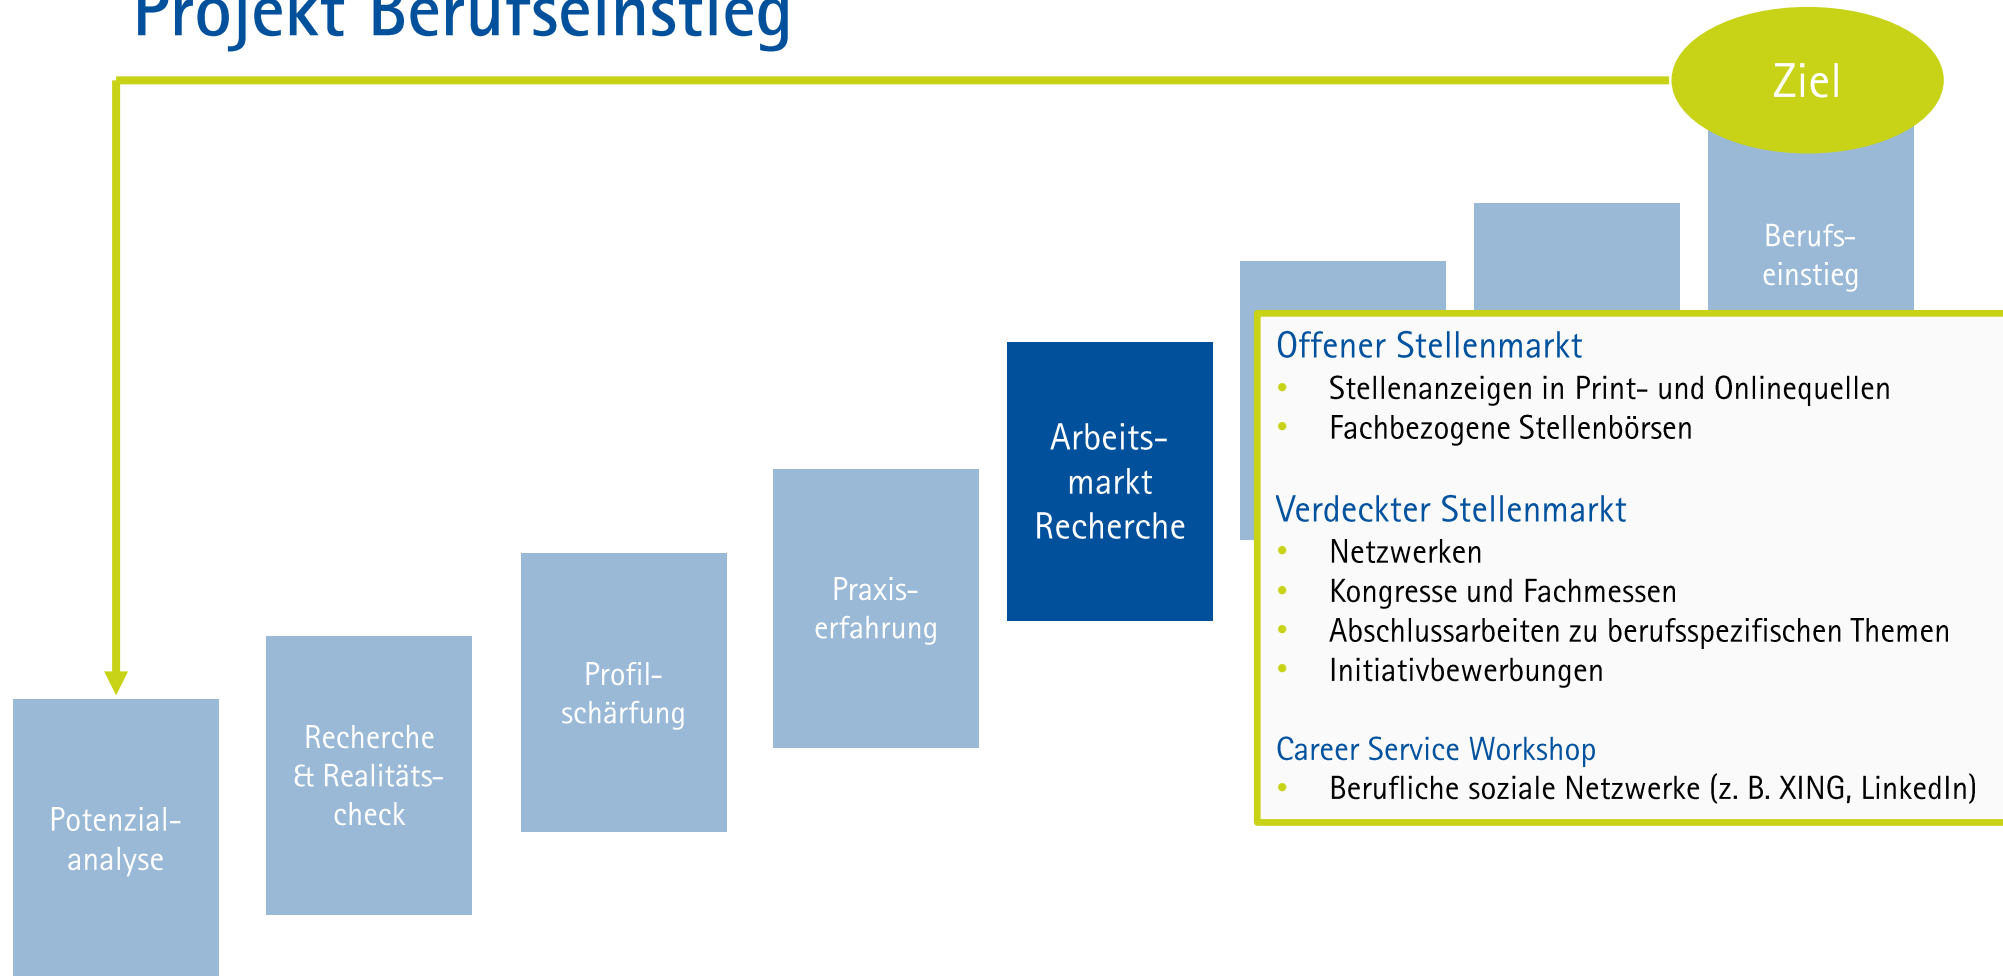 Projekt Berufseinstieg
Ziel
Potenzial-
analyse
Recherche
& Realitäts-
check
Profil-
schärfung
Praxis-
erfahrung
Arbeits-
markt
Recherche
Berufs-
einstieg
Offener Stellenmarkt
• Stellenanzeigen in Print- und Onlinequellen
• Fachbezogene Stellenbörsen
Verdeckter Stellenmarkt
• Netzwerken
• Kongresse und Fachmessen
• Abschlussarbeiten zu berufsspezifischen Themen
• Initiativbewerbungen
Career Service Workshop
• Berufliche soziale Netzwerke (z. B. XING, LinkedIn)